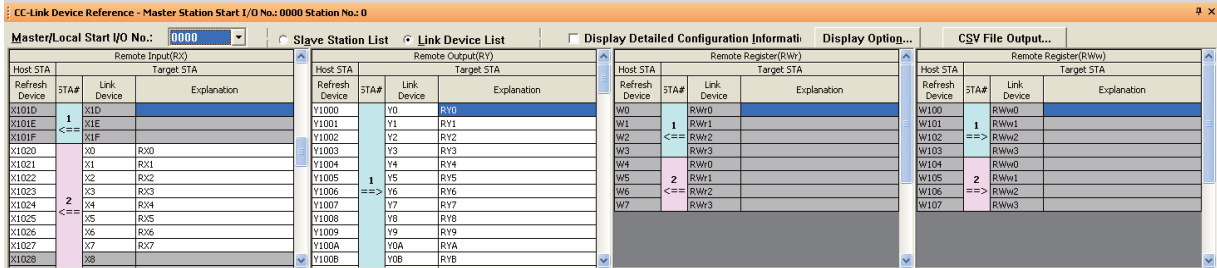 CC-Link Device Reference - Master Station Start I/O No.: 0000 Station No.: 0
Master/Local Start I/O No.: 0000 Slave Station List Link Device List Display Detailed Configuration Informati Display Option... CSV File Output...
Remote Input(RX)
Host STA Target STA
Refresh Device STA# Link Device Explanation
X101D X1D
X101E 1 X1E
X101F <== X1F
X1020 X0 RX0
X1021 X1 RX1
X1022 X2 RX2
X1023 X3 RX3
X1024 2 X4 RX4
X1025 <== X5 RX5
X1026 X6 RX6
X1027 X7 RX7
X1028 X8
Remote Output(RY)
Host STA Target STA
Refresh Device STA# Link Device Explanation
Y1000 Y0 RY0
Y1001 Y1 RY1
Y1002 Y2 RY2
Y1003 Y3 RY3
Y1004 Y4 RY4
Y1005 1 Y5 RY5
Y1006 ==> Y6 RY6
Y1007 Y7 RY7
Y1008 Y8 RY8
Y1009 Y9 RY9
Y100A Y0A RYA
Y100B Y0B RYB
Remote Register(RWr)
Host STA Target STA
Refresh Device STA# Link Device Explanation
W0 RWr0
W1 1 RWr1
W2 <== RWr2
W3 RWr3
W4 RWr0
W5 2 RWr1
W6 <== RWr2
W7 RWr3
Remote Register(RWw)
Host STA Target STA
Refresh Device STA# Link Device Explanation
W100 RWw0
W101 1 RWw1
W102 ==> RWw2
W103 RWw3
W104 RWw0
W105 2 RWw1
W106 ==> RWw2
W107 RWw3